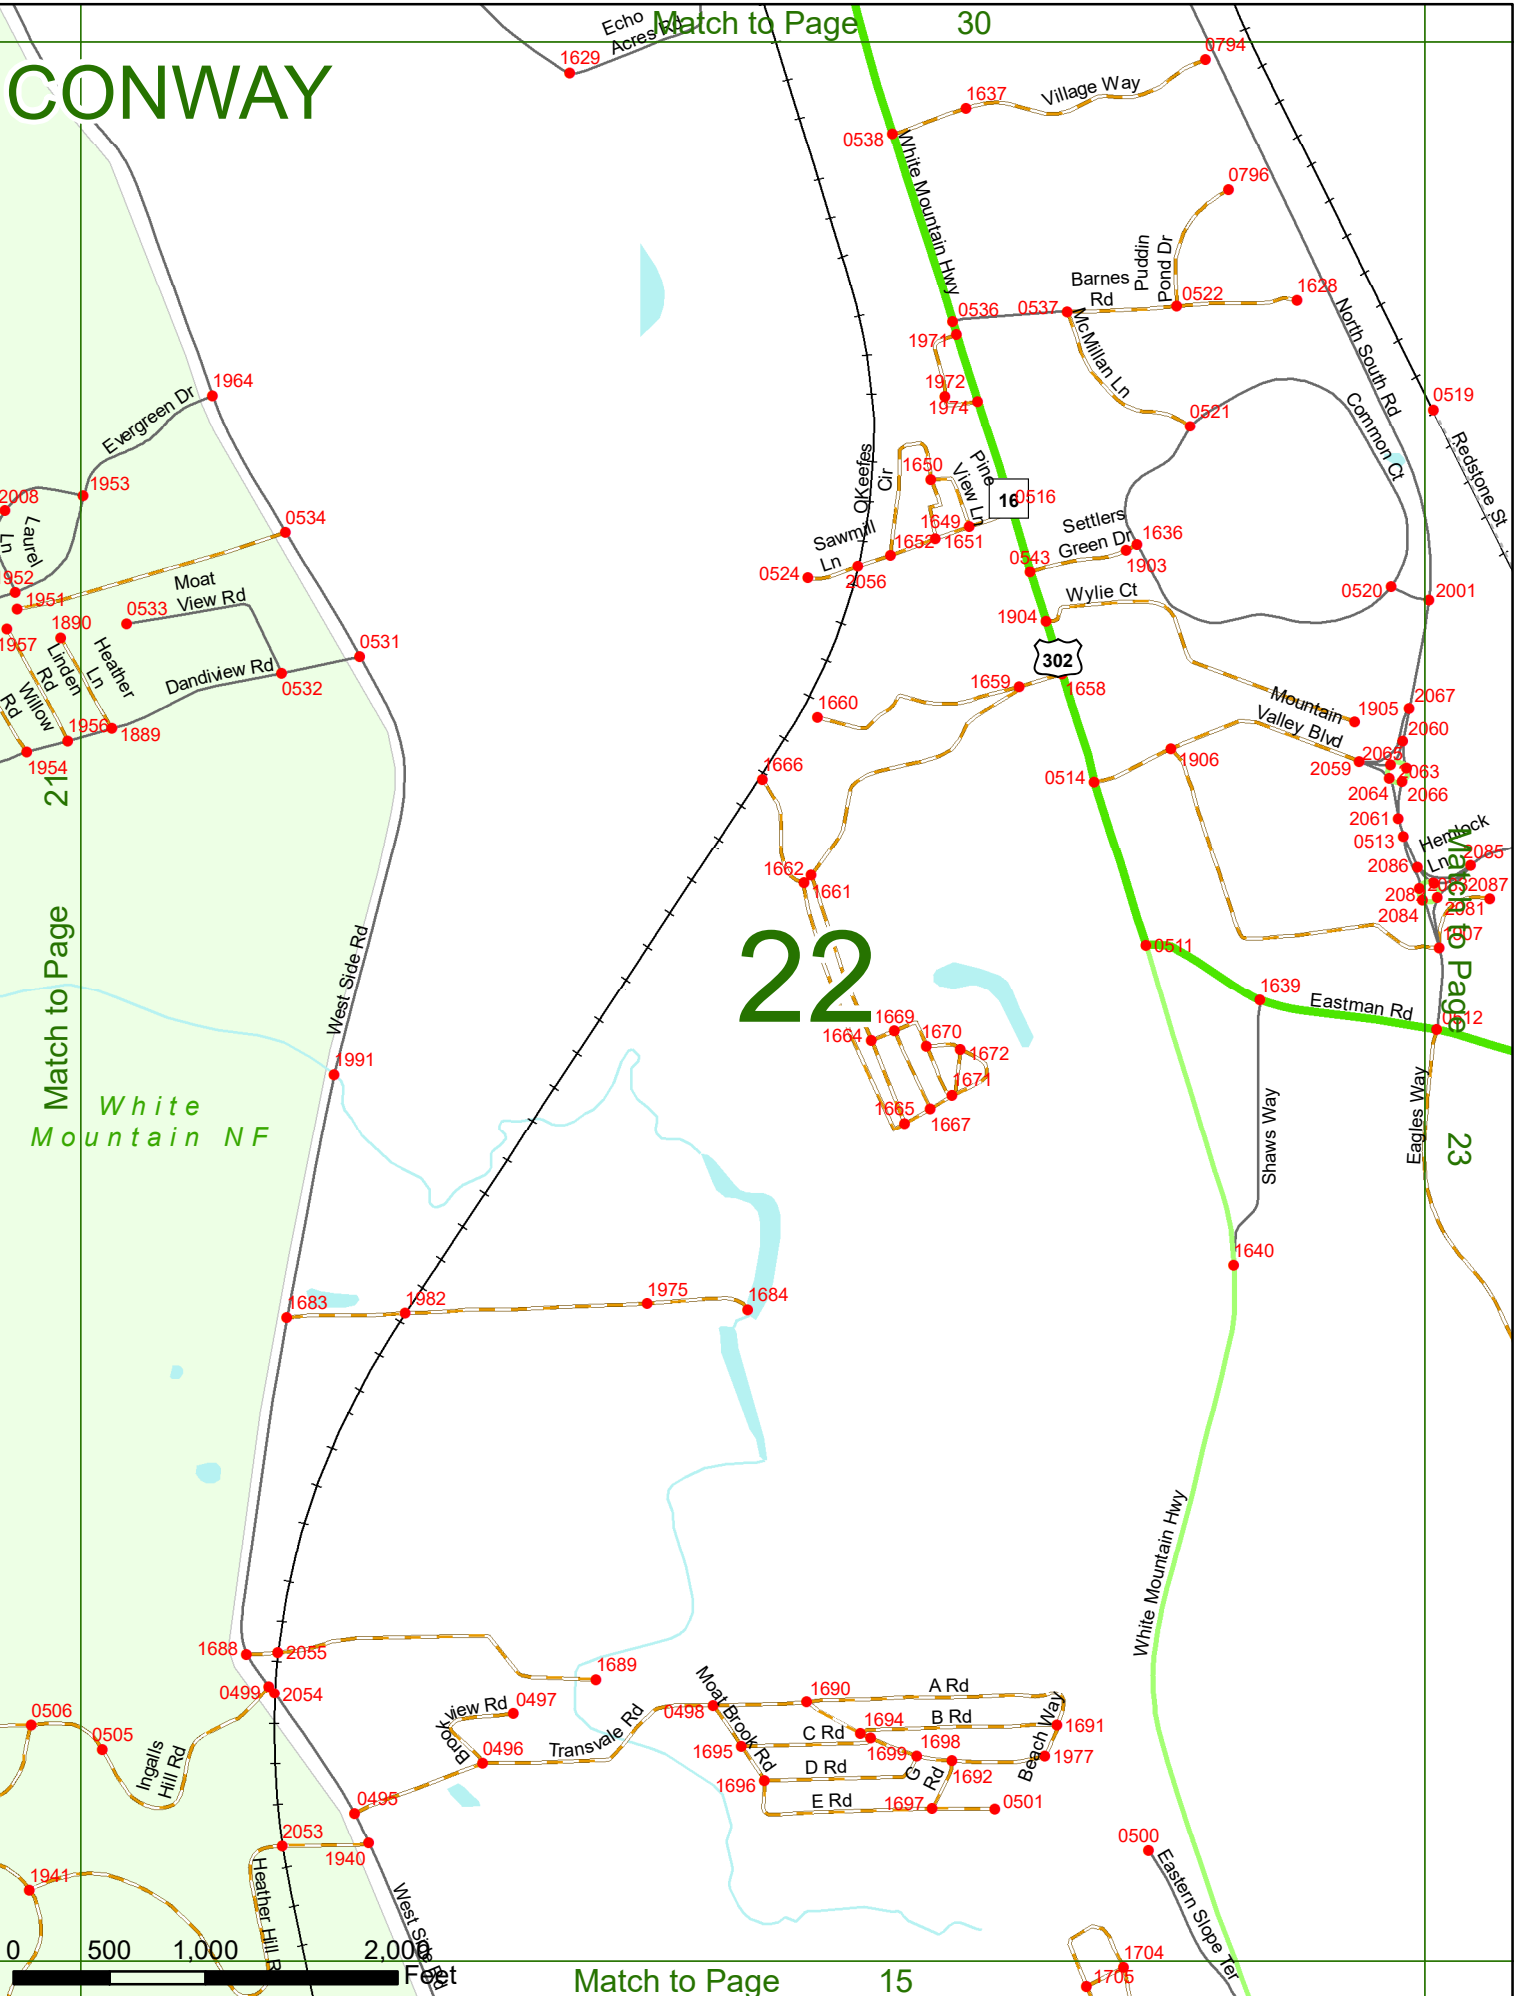 Echo
Acres Rd
Match to Page 30
CONWAY
1629
0794
Village Way
1637
0538
White Mountain Hwy
0796
Puddin
Pond Dr
Barnes
Rd
0536
0537
0522
1628
1971
McMillan Ln
North South Rd
1964
1972
1974
0521
Common Ct
0519
Evergreen Dr
Redstone St
OKeefes
Cir
1650
Pine
View Ln
16
0516
1953
2008
Laurel
Ln
0534
Sawmill
Ln
1652
1649
1651
Settlers
Green Dr
1636
1903
0543
0524
2056
Moat
View Rd
0533
1952
1951
1957
1890
Linden
Rd
Heather
Ln
Willow
Rd
0531
Dandiview Rd
0532
1956
1889
1954
0520
2001
1904
Wylie Ct
302
1659
1658
1660
Mountain
Valley Blvd
1905
2067
2060
2065
2059
2063
2064
2066
2061
0513
Hemlock
Ln
2086
2085
2087
2084
2081
1907
1666
0514
1906
1662
1661
21
Match to Page
22
0511
1639
Eastman Rd
0512
Match to Page
23
West Side Rd
1991
White
Mountain NF
1669
1664
1670
1672
1671
1665
1667
Shaws Way
Eagles Way
1640
1683
1982
1975
1684
White Mountain Hwy
1688
2055
1689
0499
2054
0506
0505
Ingalls
Hill Rd
Brook
view Rd
0497
0496
Transvale Rd
0498
Moat Brook Rd
1690
A Rd
1694
B Rd
1691
C Rd
1695
1699
1698
1977
Beach Way
D Rd
G
Rd
1692
1696
E Rd
1697
0501
0495
2053
1940
1941
Heather Hill R
West Side Rd
0500
Eastern Slope Ter
1704
1705
0 500 1,000 2,000
Feet
Match to Page 15